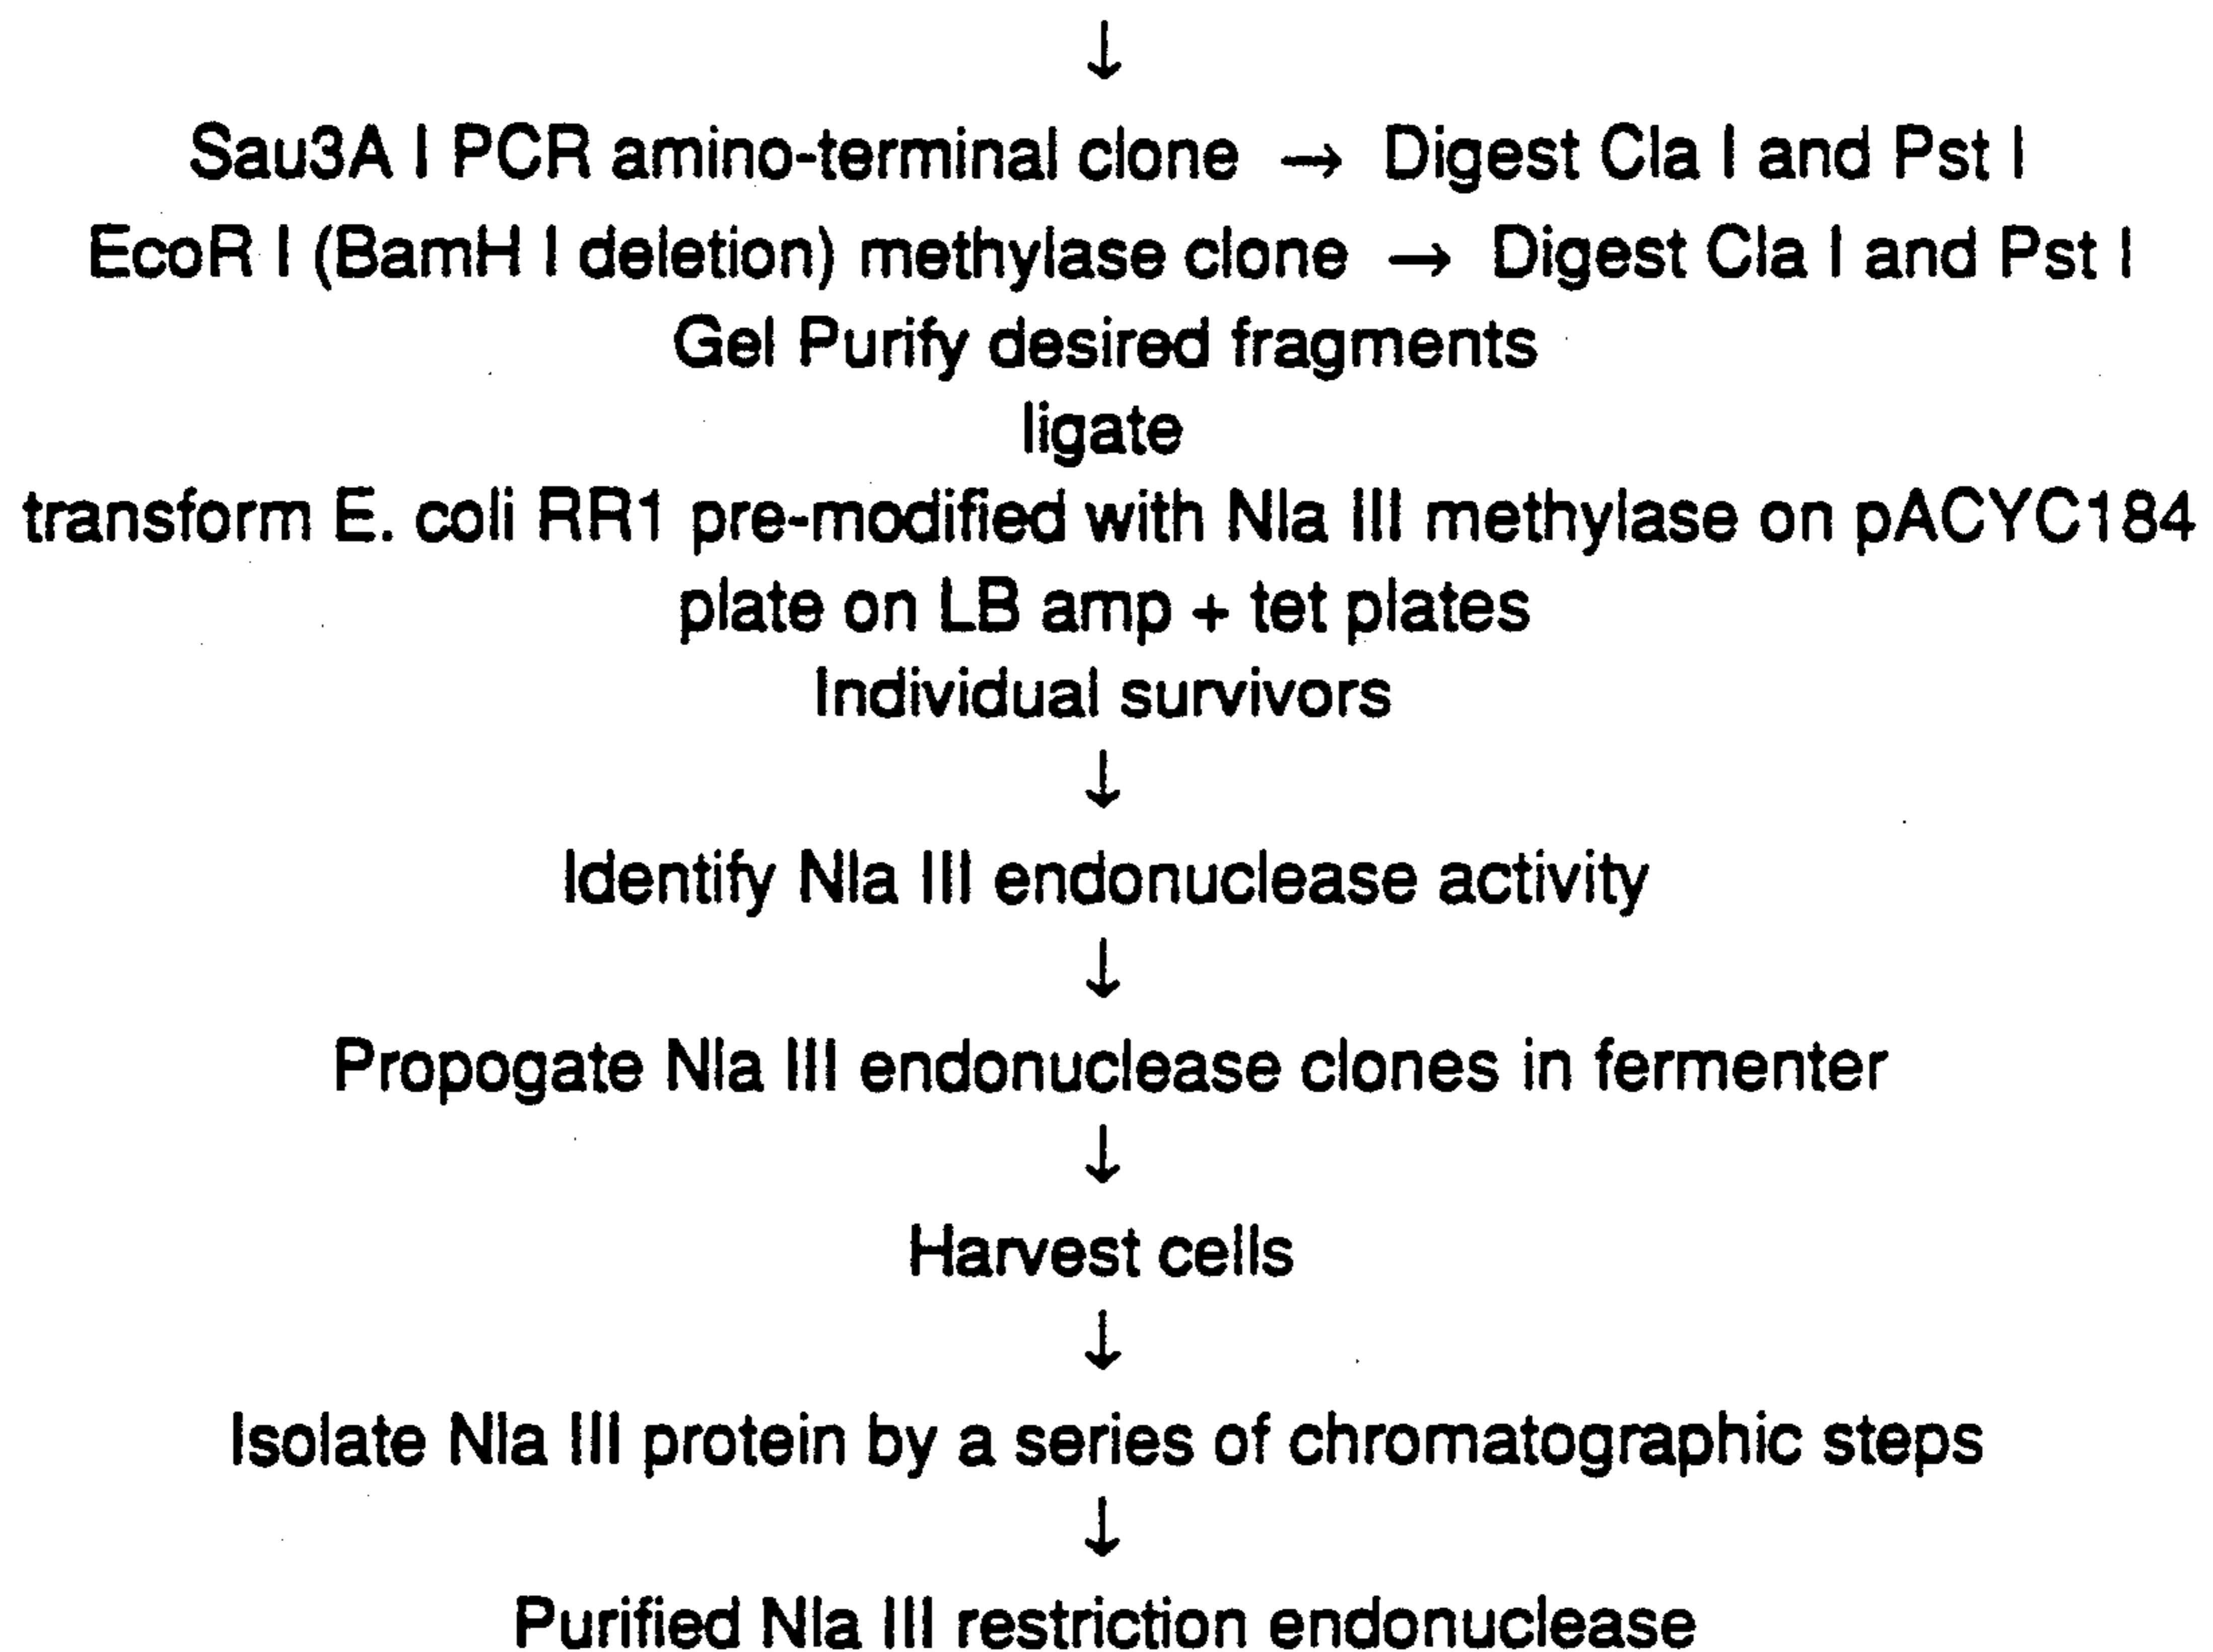 ↓
Sau3A I PCR amino-terminal clone → Digest Cla I and Pst I
EcoR I (BamH I deletion) methylase clone → Digest Cla I and Pst I
Gel Purify desired fragments
ligate
transform E. coli RR1 pre-modified with Nla III methylase on pACYC184
plate on LB amp + tet plates
Individual survivors
↓
Identify Nla III endonuclease activity
↓
Propogate Nla III endonuclease clones in fermenter
↓
Harvest cells
↓
Isolate Nla III protein by a series of chromatographic steps
↓
Purified Nla III restriction endonuclease